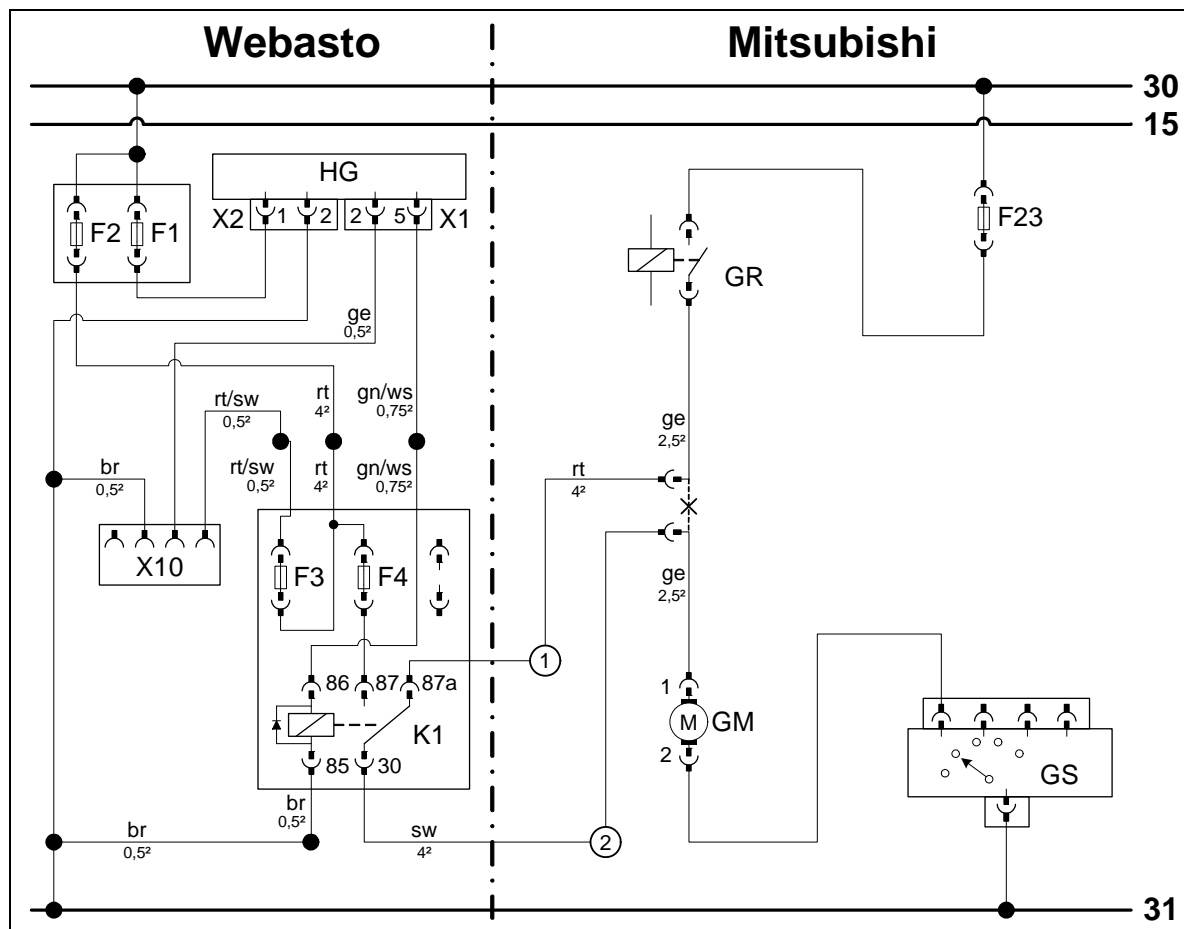 Webasto Mitsubishi
30
15
HG
X2 1 2 2 5 X1
F2 F1
F23
GR
ge
0,5²
rt/sw
0,5²
rt
4²
gn/ws
0,75²
ge
2,5²
br
0,5²
rt/sw
0,5²
rt
4²
gn/ws
0,75²
rt
4²
X10
F3 F4
ge
2,5²
1
86 87 87a
1
M GM
2
K1
85 30
GS
br
0,5²
br
0,5²
sw
4²
2
31